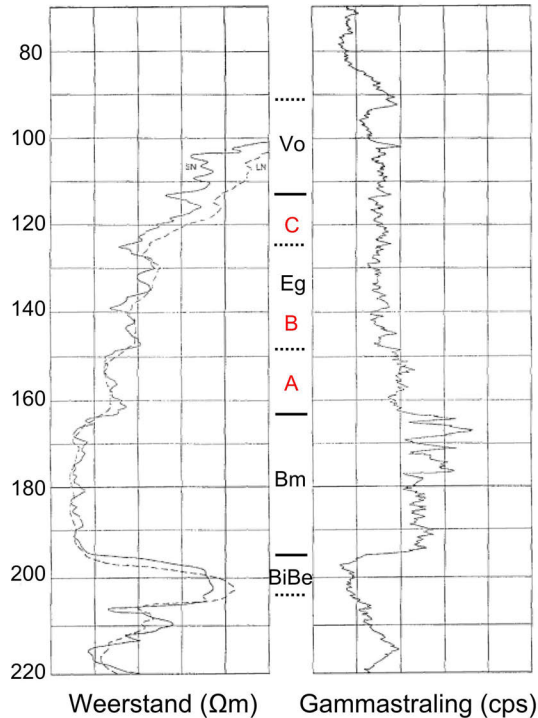 80
100
Vo
SN
LN
120
C
Eg
140
B
160
A
180
Bm
200
BiBe
220
Weerstand (Ωm)
Gammastraling (cps)